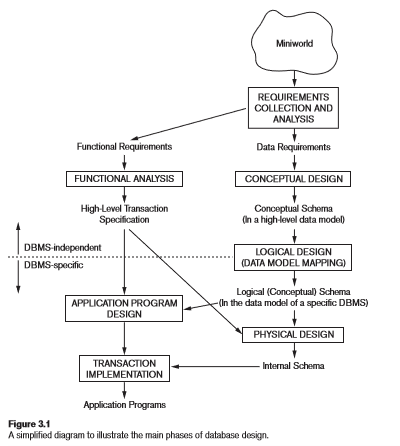 Miniworld
REQUIREMENTS
COLLECTION AND
ANALYSIS
Functional Requirements
Data Requirements
FUNCTIONAL ANALYSIS
CONCEPTUAL DESIGN
High-Level Transaction
Specification
Conceptual Schema
(In a high-level data model)
DBMS-independent
DBMS-specific
LOGICAL DESIGN
(DATA MODEL MAPPING)
Logical (Conceptual) Schema
(In the data model of a specific DBMS)
APPLICATION PROGRAM
DESIGN
PHYSICAL DESIGN
TRANSACTION
IMPLEMENTATION
Internal Schema
Application Programs
Figure 3.1
A simplified diagram to illustrate the main phases of database design.